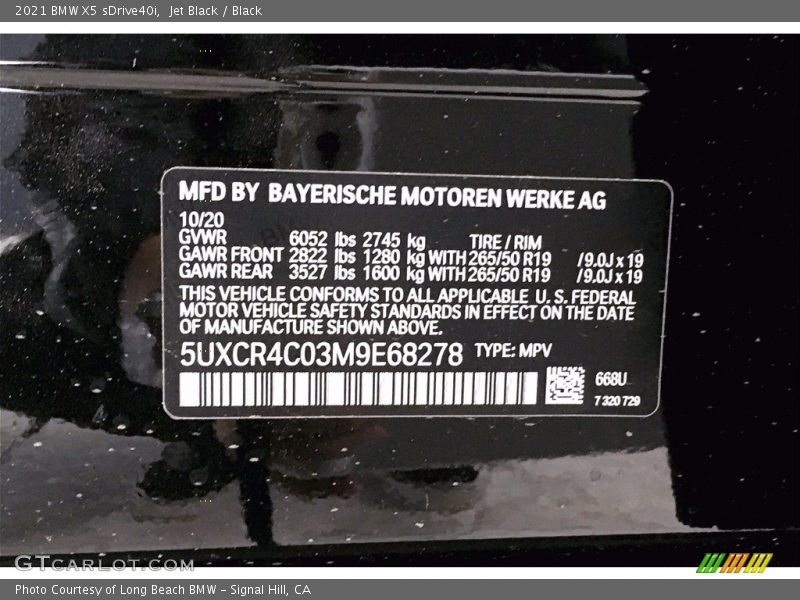 2021 BMW X5 sDrive40i, Jet Black / Black
MFD BY BAYERISCHE MOTOREN WERKE AG
10/20
GVWR 6052 lbs 2745 kg TIRE / RIM
GAWR FRONT 2822 lbs 1280 kg WITH 265/50 R19 /9.0J x 19
GAWR REAR 3527 lbs 1600 kg WITH 265/50 R19 /9.0J x 19
THIS VEHICLE CONFORMS TO ALL APPLICABLE U. S. FEDERAL
MOTOR VEHICLE SAFETY STANDARDS IN EFFECT ON THE DATE
OF MANUFACTURE SHOWN ABOVE.
5UXCR4C03M9E68278 TYPE: MPV
668U
7 320 729
GTCARLOT.COM
Photo Courtesy of Long Beach BMW - Signal Hill, CA